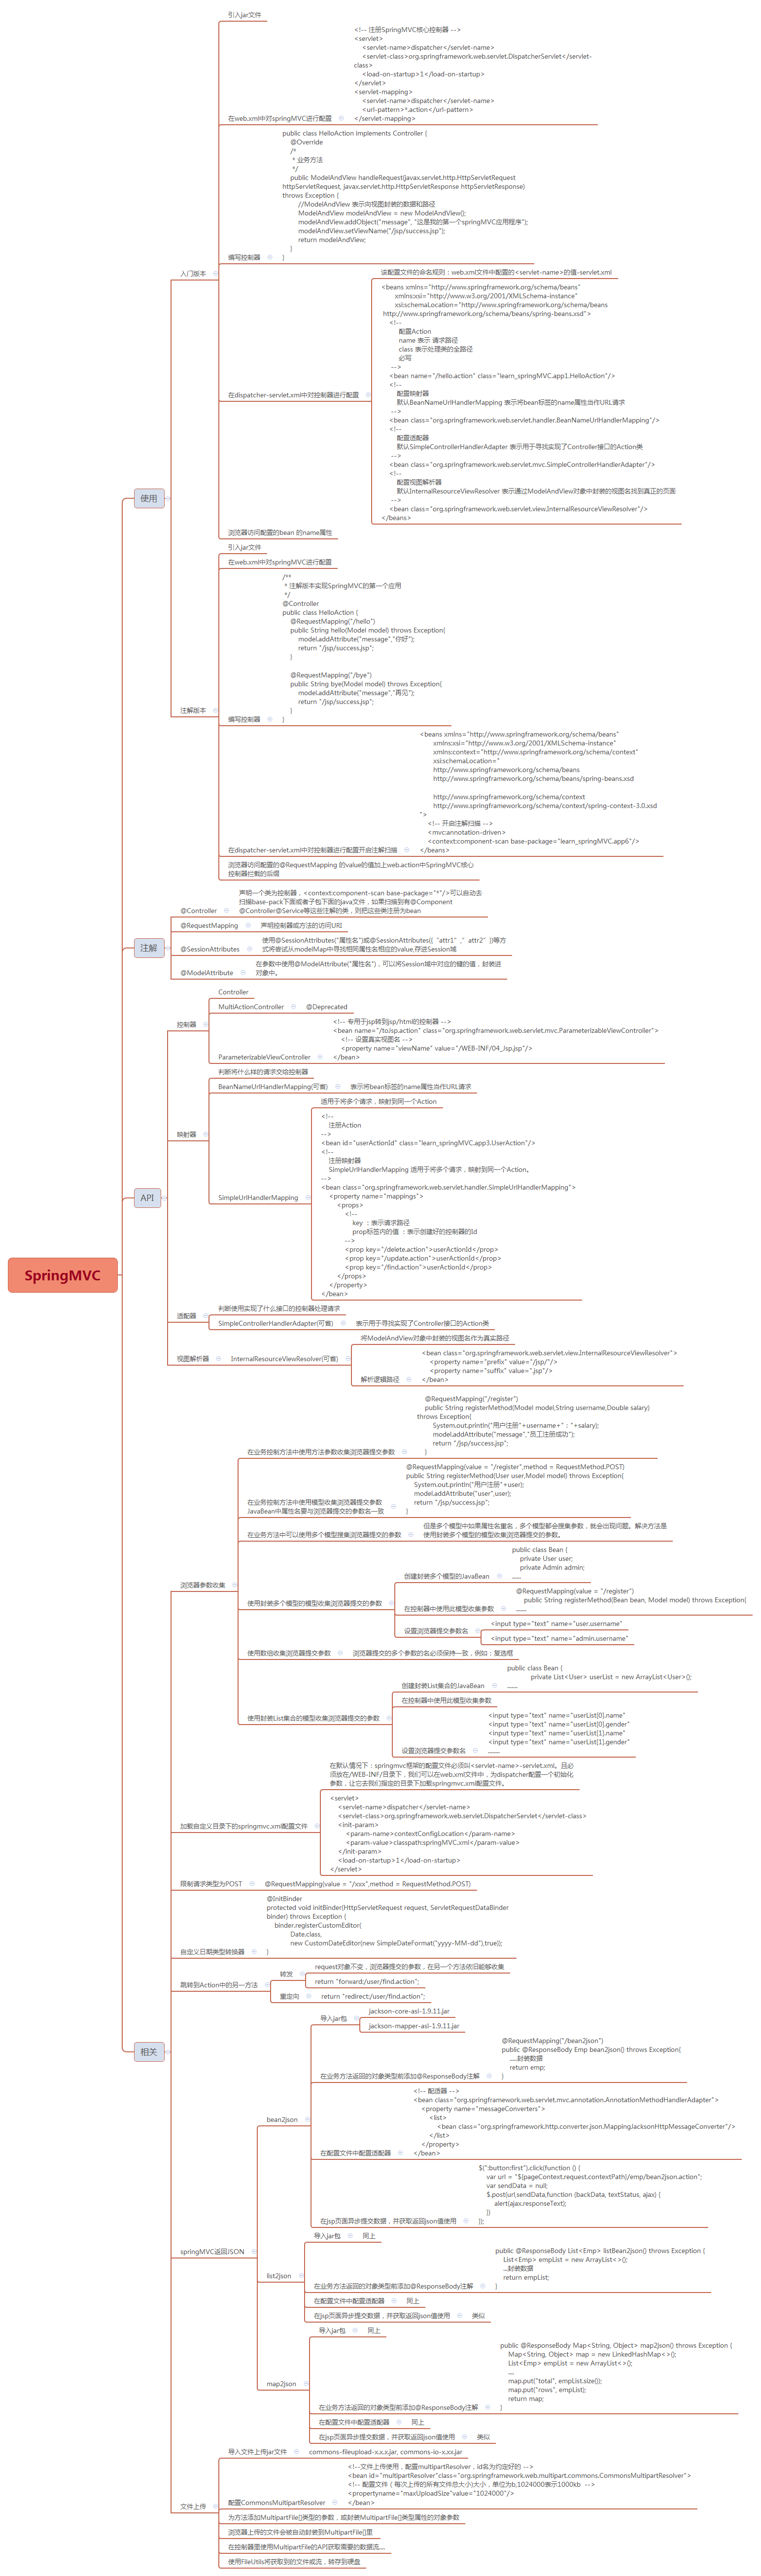 SpringMVC
使用
入门版本
引入jar文件
在web.xml中对springMVC进行配置
<!-- 注册SpringMVC核心控制器 -->
<servlet>
<servlet-name>dispatcher</servlet-name>
<servlet-class>org.springframework.web.servlet.DispatcherServlet</servlet-
class>
<load-on-startup>1</load-on-startup>
</servlet>
<servlet-mapping>
<servlet-name>dispatcher</servlet-name>
<url-pattern>*.action</url-pattern>
</servlet-mapping>
编写控制器
public class HelloAction implements Controller {
@Override
/*
* 业务方法
*/
public ModelAndView handleRequest(javax.servlet.http.HttpServletRequest
httpServletRequest, javax.servlet.http.HttpServletResponse httpServletResponse)
throws Exception {
//ModelAndView 表示向视图封装的数据和路径
ModelAndView modelAndView = new ModelAndView();
modelAndView.addObject("message", "这是我的第一个springMVC应用程序");
modelAndView.setViewName("/jsp/success.jsp");
return modelAndView;
}
}
在dispatcher-servlet.xml中对控制器进行配置
该配置文件的命名规则：web.xml文件中配置的<servlet-name>的值-servlet.xml
<beans xmlns="http://www.springframework.org/schema/beans"
xmlns:xsi="http://www.w3.org/2001/XMLSchema-instance"
xsi:schemaLocation="http://www.springframework.org/schema/beans
http://www.springframework.org/schema/beans/spring-beans.xsd">
<!--
配置Action
name 表示 请求路径
class 表示处理类的全路径
必写
-->
<bean name="/hello.action" class="learn_springMVC.app1.HelloAction"/>
<!--
配置映射器
默认BeanNameUrlHandlerMapping 表示将bean标签的name属性当作URL请求
-->
<bean class="org.springframework.web.servlet.handler.BeanNameUrlHandlerMapping"/>
<!--
配置适配器
默认SimpleControllerHandlerAdapter 表示用于寻找实现了Controller接口的Action类
-->
<bean class="org.springframework.web.servlet.mvc.SimpleControllerHandlerAdapter"/>
<!--
配置视图解析器
默认InternalResourceViewResolver 表示通过ModelAndView对象中封装的视图名找到真正的页面
-->
<bean class="org.springframework.web.servlet.view.InternalResourceViewResolver"/>
</beans>
浏览器访问配置的bean 的name属性
注解版本
引入jar文件
在web.xml中对springMVC进行配置
编写控制器
/**
* 注解版本实现SpringMVC的第一个应用
*/
@Controller
public class HelloAction {
@RequestMapping("/hello")
public String hello(Model model) throws Exception{
model.addAttribute("message","你好");
return "/jsp/success.jsp";
}
@RequestMapping("/bye")
public String bye(Model model) throws Exception{
model.addAttribute("message","再见");
return "/jsp/success.jsp";
}
}
在dispatcher-servlet.xml中对控制器进行配置开启注解扫描
<beans xmlns="http://www.springframework.org/schema/beans"
xmlns:xsi="http://www.w3.org/2001/XMLSchema-instance"
xmlns:context="http://www.springframework.org/schema/context"
xsi:schemaLocation="
http://www.springframework.org/schema/beans
http://www.springframework.org/schema/beans/spring-beans.xsd
http://www.springframework.org/schema/context
http://www.springframework.org/schema/context/spring-context-3.0.xsd
">
<!-- 开启注解扫描 -->
<mvc:annotation-driven>
<context:component-scan base-package="learn_springMVC.app6"/>
</beans>
浏览器访问配置的@RequestMapping 的value的值加上web.action中SpringMVC核心
控制器拦截的后缀
注解
@Controller
声明一个类为控制器，<context:component-scan base-package="*"/>可以自动去
扫描base-pack下面或者子包下面的java文件，如果扫描到有@Component
@Controller@Service等这些注解的类，则把这些类注册为bean
@RequestMapping
声明控制器或方法的访问URI
@SessionAttributes
使用@SessionAttributes("属性名")或@SessionAttributes({ "attr1" , " attr2" })等方
式将尝试从modelMap中寻找相同属性名相应的value,存进Session域
@ModelAttribute
在参数中使用@ModelAttribute("属性名")，可以将Session域中对应的键的值，封装进
对象中。
API
控制器
Controller
MultiActionController
@Deprecated
ParameterizableViewController
<!-- 专用于jsp转到jsp/html的控制器 -->
<bean name="/toJsp.action" class="org.springframework.web.servlet.mvc.ParameterizableViewController">
<!-- 设置真实视图名 -->
<property name="viewName" value="/WEB-INF/04_Jsp.jsp"/>
</bean>
映射器
判断将什么样的请求交给控制器
BeanNameUrlHandlerMapping(可省)
表示将bean标签的name属性当作URL请求
SimpleUrlHandlerMapping
适用于将多个请求，映射到同一个Action
<!--
注册Action
-->
<bean id="userActionId" class="learn_springMVC.app3.UserAction"/>
<!--
注册映射器
SimpleUrlHandlerMapping 适用于将多个请求，映射到同一个Action。
-->
<bean class="org.springframework.web.servlet.handler.SimpleUrlHandlerMapping">
<property name="mappings">
<props>
<!--
key ：表示请求路径
prop标签内的值 ：表示创建好的控制器的Id
-->
<prop key="/delete.action">userActionId</prop>
<prop key="/update.action">userActionId</prop>
<prop key="/find.action">userActionId</prop>
</props>
</property>
</bean>
适配器
判断使用实现了什么接口的控制器处理请求
SimpleControllerHandlerAdapter(可省)
表示用于寻找实现了Controller接口的Action类
视图解析器
InternalResourceViewResolver(可省)
将ModelAndView对象中封装的视图名作为真实路径
解析逻辑路径
<bean class="org.springframework.web.servlet.view.InternalResourceViewResolver">
<property name="prefix" value="/jsp/"/>
<property name="suffix" value=".jsp"/>
</bean>
相关
浏览器参数收集
在业务控制方法中使用方法参数收集浏览器提交参数
@RequestMapping("/register")
public String registerMethod(Model model,String username,Double salary)
throws Exception{
System.out.println("用户注册"+username+"："+salary);
model.addAttribute("message","员工注册成功");
return "/jsp/success.jsp";
}
在业务控制方法中使用模型收集浏览器提交参数
JavaBean中属性名要与浏览器提交的参数名一致
@RequestMapping(value = "/register",method = RequestMethod.POST)
public String registerMethod(User user,Model model) throws Exception{
System.out.println("用户注册"+user);
model.addAttribute("user",user);
return "/jsp/success.jsp";
}
在业务方法中可以使用多个模型搜集浏览器提交的参数
但是多个模型中如果属性名重名，多个模型都会搜集参数，就会出现问题。解决方法是
使用封装多个模型的模型收集浏览器提交的参数。
使用封装多个模型的模型收集浏览器提交的参数
创建封装多个模型的JavaBean
public class Bean {
private User user;
private Admin admin;
......
在控制器中使用此模型收集参数
@RequestMapping(value = "/register")
public String registerMethod(Bean bean, Model model) throws Exception{
......
设置浏览器提交参数名
<input type="text" name="user.username"
<input type="text" name="admin.username"
使用数组收集浏览器提交参数
浏览器提交的多个参数的名必须保持一致，例如：复选框
使用封装List集合的模型收集浏览器提交的参数
创建封装List集合的JavaBean
public class Bean {
private List<User> userList = new ArrayList<User>();
......
在控制器中使用此模型收集参数
设置浏览器提交参数名
<input type="text" name="userList[0].name"
<input type="text" name="userList[0].gender"
<input type="text" name="userList[1].name"
<input type="text" name="userList[1].gender"
.......
加载自定义目录下的springmvc.xml配置文件
在默认情况下：springmvc框架的配置文件必须叫<servlet-name>-servlet.xml。且必
须放在/WEB-INF/目录下，我们可以在web.xml文件中，为dispatcher配置一个初始化
参数，让它去我们指定的目录下加载springmvc.xml配置文件。
<servlet>
<servlet-name>dispatcher</servlet-name>
<servlet-class>org.springframework.web.servlet.DispatcherServlet</servlet-class>
<init-param>
<param-name>contextConfigLocation</param-name>
<param-value>classpath:springMVC.xml</param-value>
</init-param>
<load-on-startup>1</load-on-startup>
</servlet>
限制请求类型为POST
@RequestMapping(value = "/xxx",method = RequestMethod.POST)
自定义日期类型转换器
@InitBinder
protected void initBinder(HttpServletRequest request, ServletRequestDataBinder
binder) throws Exception {
binder.registerCustomEditor(
Date.class,
new CustomDateEditor(new SimpleDateFormat("yyyy-MM-dd"),true));
}
跳转到Action中的另一方法
转发
request对象不变，浏览器提交的参数，在另一个方法依旧能够收集
return "forward:/user/find.action";
重定向
return "redirect:/user/find.action";
springMVC返回JSON
bean2json
导入jar包
jackson-core-asl-1.9.11.jar
jackson-mapper-asl-1.9.11.jar
在业务方法返回的对象类型前添加@ResponseBody注解
@RequestMapping("/bean2json")
public @ResponseBody Emp bean2json() throws Exception{
.....封装数据
return emp;
}
在配置文件中配置适配器
<!-- 配适器 -->
<bean class="org.springframework.web.servlet.mvc.annotation.AnnotationMethodHandlerAdapter">
<property name="messageConverters">
<list>
<bean class="org.springframework.http.converter.json.MappingJacksonHttpMessageConverter"/>
</list>
</property>
</bean>
在jsp页面异步提交数据，并获取返回json值使用
$(":button:first").click(function () {
var url = "${pageContext.request.contextPath}/emp/bean2json.action";
var sendData = null;
$.post(url,sendData,function (backData, textStatus, ajax) {
alert(ajax.responseText);
})
});
list2json
导入jar包
同上
在业务方法返回的对象类型前添加@ResponseBody注解
public @ResponseBody List<Emp> listBean2json() throws Exception {
List<Emp> empList = new ArrayList<>();
....封装数据
return empList;
}
在配置文件中配置适配器
同上
在jsp页面异步提交数据，并获取返回json值使用
类似
map2json
导入jar包
同上
在业务方法返回的对象类型前添加@ResponseBody注解
public @ResponseBody Map<String, Object> map2json() throws Exception {
Map<String, Object> map = new LinkedHashMap<>();
List<Emp> empList = new ArrayList<>();
....
map.put("total", empList.size());
map.put("rows", empList);
return map;
}
在配置文件中配置适配器
同上
在jsp页面异步提交数据，并获取返回json值使用
类似
文件上传
导入文件上传jar文件
commons-fileupload-x.x.x.jar, commons-io-x.xx.jar
配置CommonsMultipartResolver
<!--文件上传使用，配置multipartResolver，id名为约定好的 -->
<bean id="multipartResolver"class="org.springframework.web.multipart.commons.CommonsMultipartResolver">
<!-- 配置文件（每次上传的所有文件总大小)大小，单位为b,1024000表示1000kb -->
<propertyname="maxUploadSize"value="1024000"/>
</bean>
为方法添加MultipartFile[]类型的参数，或封装MultipartFile[]类型属性的对象参数
浏览器上传的文件会被自动封装到MultipartFile[]里
在控制器里使用MultipartFile的API获取需要的数据流.....
使用FileUtils将获取到的文件或流，转存到硬盘